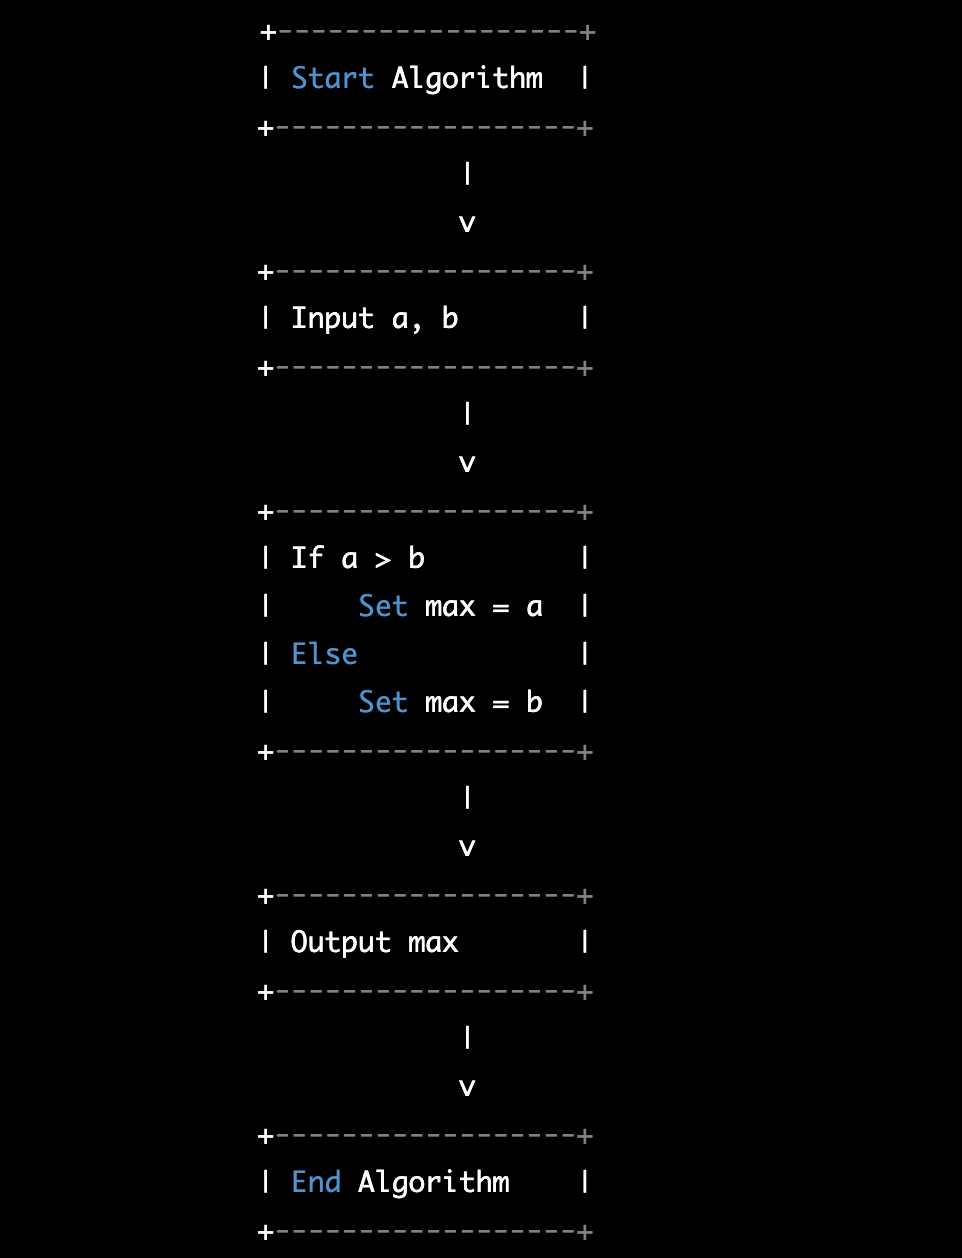 +------------------+
| Start Algorithm  |
+------------------+
            |
            v
+------------------+
| Input a, b       |
+------------------+
            |
            v
+------------------+
| If a > b         |
|     Set max = a  |
| Else             |
|     Set max = b  |
+------------------+
            |
            v
+------------------+
| Output max       |
+------------------+
            |
            v
+------------------+
| End Algorithm    |
+------------------+